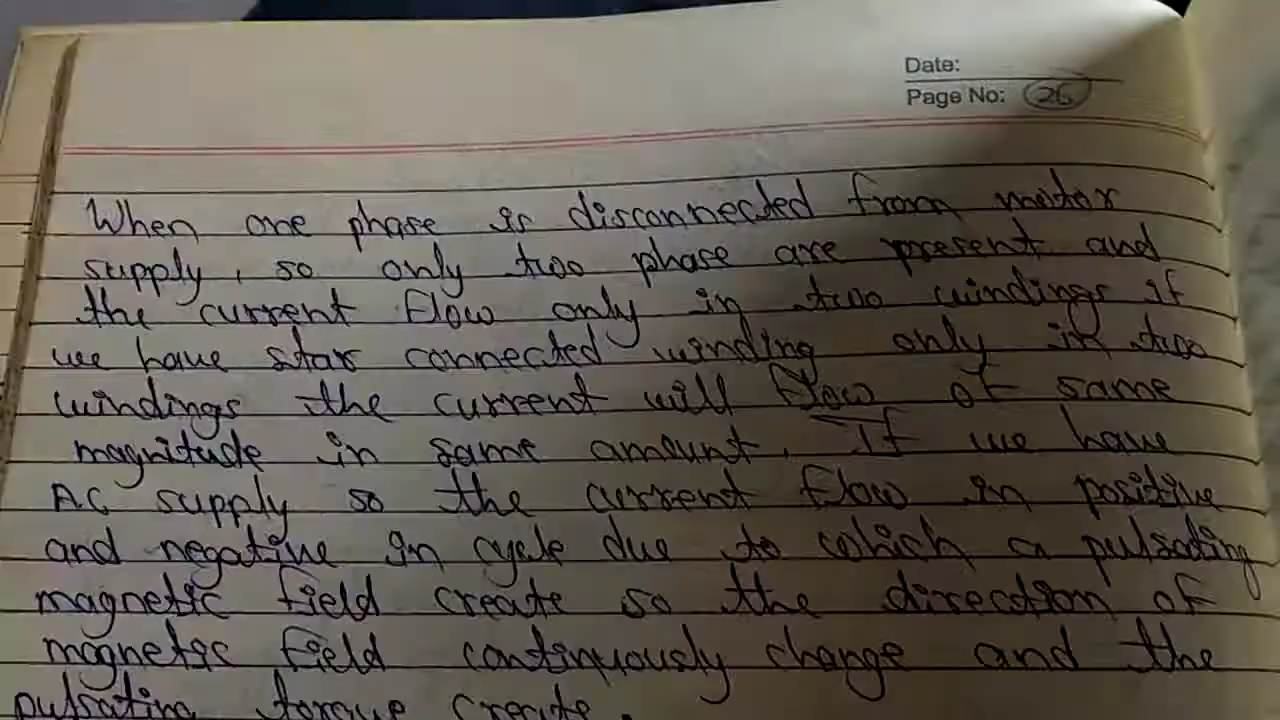 Date:
Page No: 26
When one phase is disconnected from motor
supply, so only two phase are present and
the current flow only in two windings if
we have star connected winding only in two
windings the current will flow of same
magnitude in same amount. If we have
AC supply so the current flow in positive
and negative in cycle due to which a pulsating
magnetic field create so the direction of
magnetic field continuously change and the
pulsating torque create.